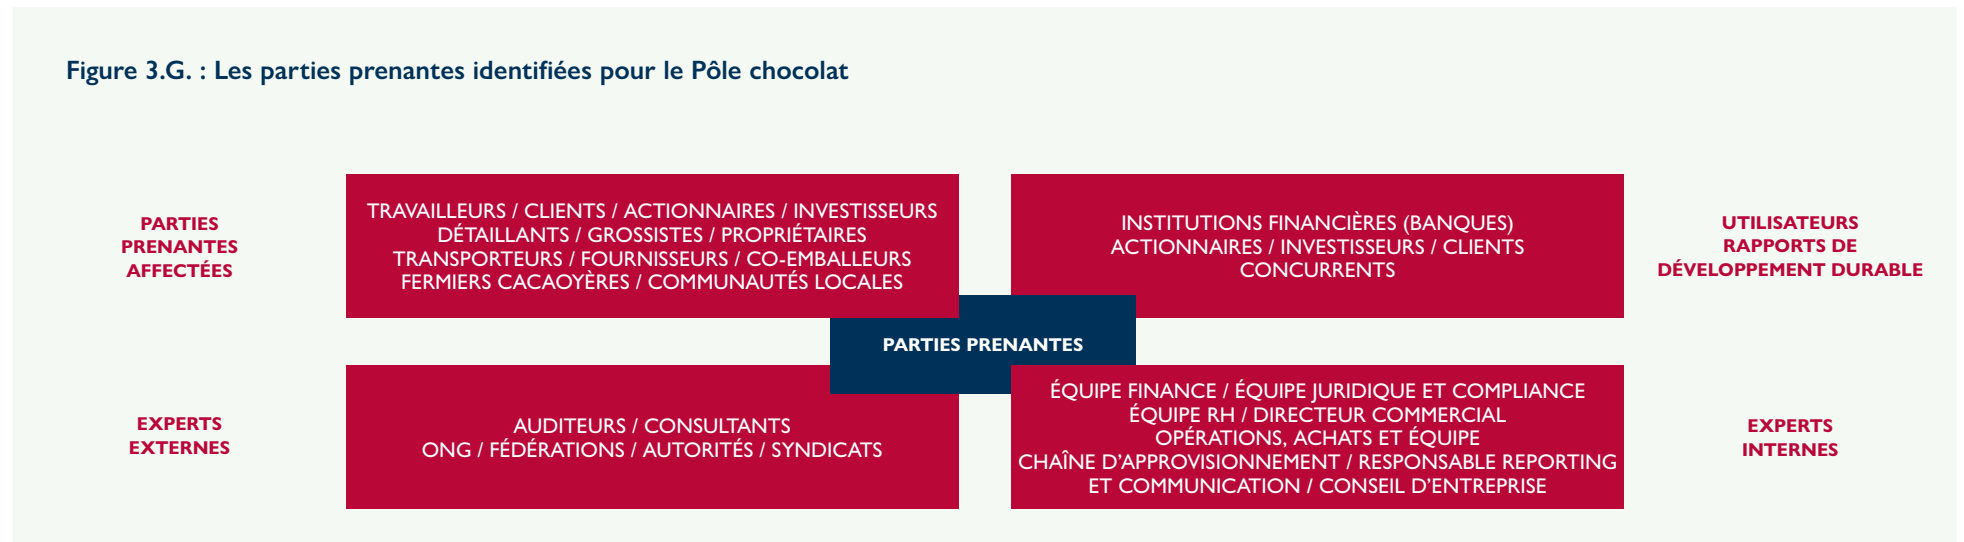 Figure 3.G. : Les parties prenantes identifiées pour le Pôle chocolat
PARTIES
PRENANTES
AFFECTÉES
TRAVAILLEURS / CLIENTS / ACTIONNAIRES / INVESTISSEURS
DÉTAILLANTS / GROSSISTES / PROPRIÉTAIRES
TRANSPORTEURS / FOURNISSEURS / CO-EMBALLEURS
FERMIERS CACAOYÈRES / COMMUNAUTÉS LOCALES
INSTITUTIONS FINANCIÈRES (BANQUES)
ACTIONNAIRES / INVESTISSEURS / CLIENTS
CONCURRENTS
UTILISATEURS
RAPPORTS DE
DÉVELOPPEMENT DURABLE
PARTIES PRENANTES
EXPERTS
EXTERNES
AUDITEURS / CONSULTANTS
ONG / FÉDÉRATIONS / AUTORITÉS / SYNDICATS
ÉQUIPE FINANCE / ÉQUIPE JURIDIQUE ET COMPLIANCE
ÉQUIPE RH / DIRECTEUR COMMERCIAL
OPÉRATIONS, ACHATS ET ÉQUIPE
CHAÎNE D’APPROVISIONNEMENT / RESPONSABLE REPORTING
ET COMMUNICATION / CONSEIL D’ENTREPRISE
EXPERTS
INTERNES